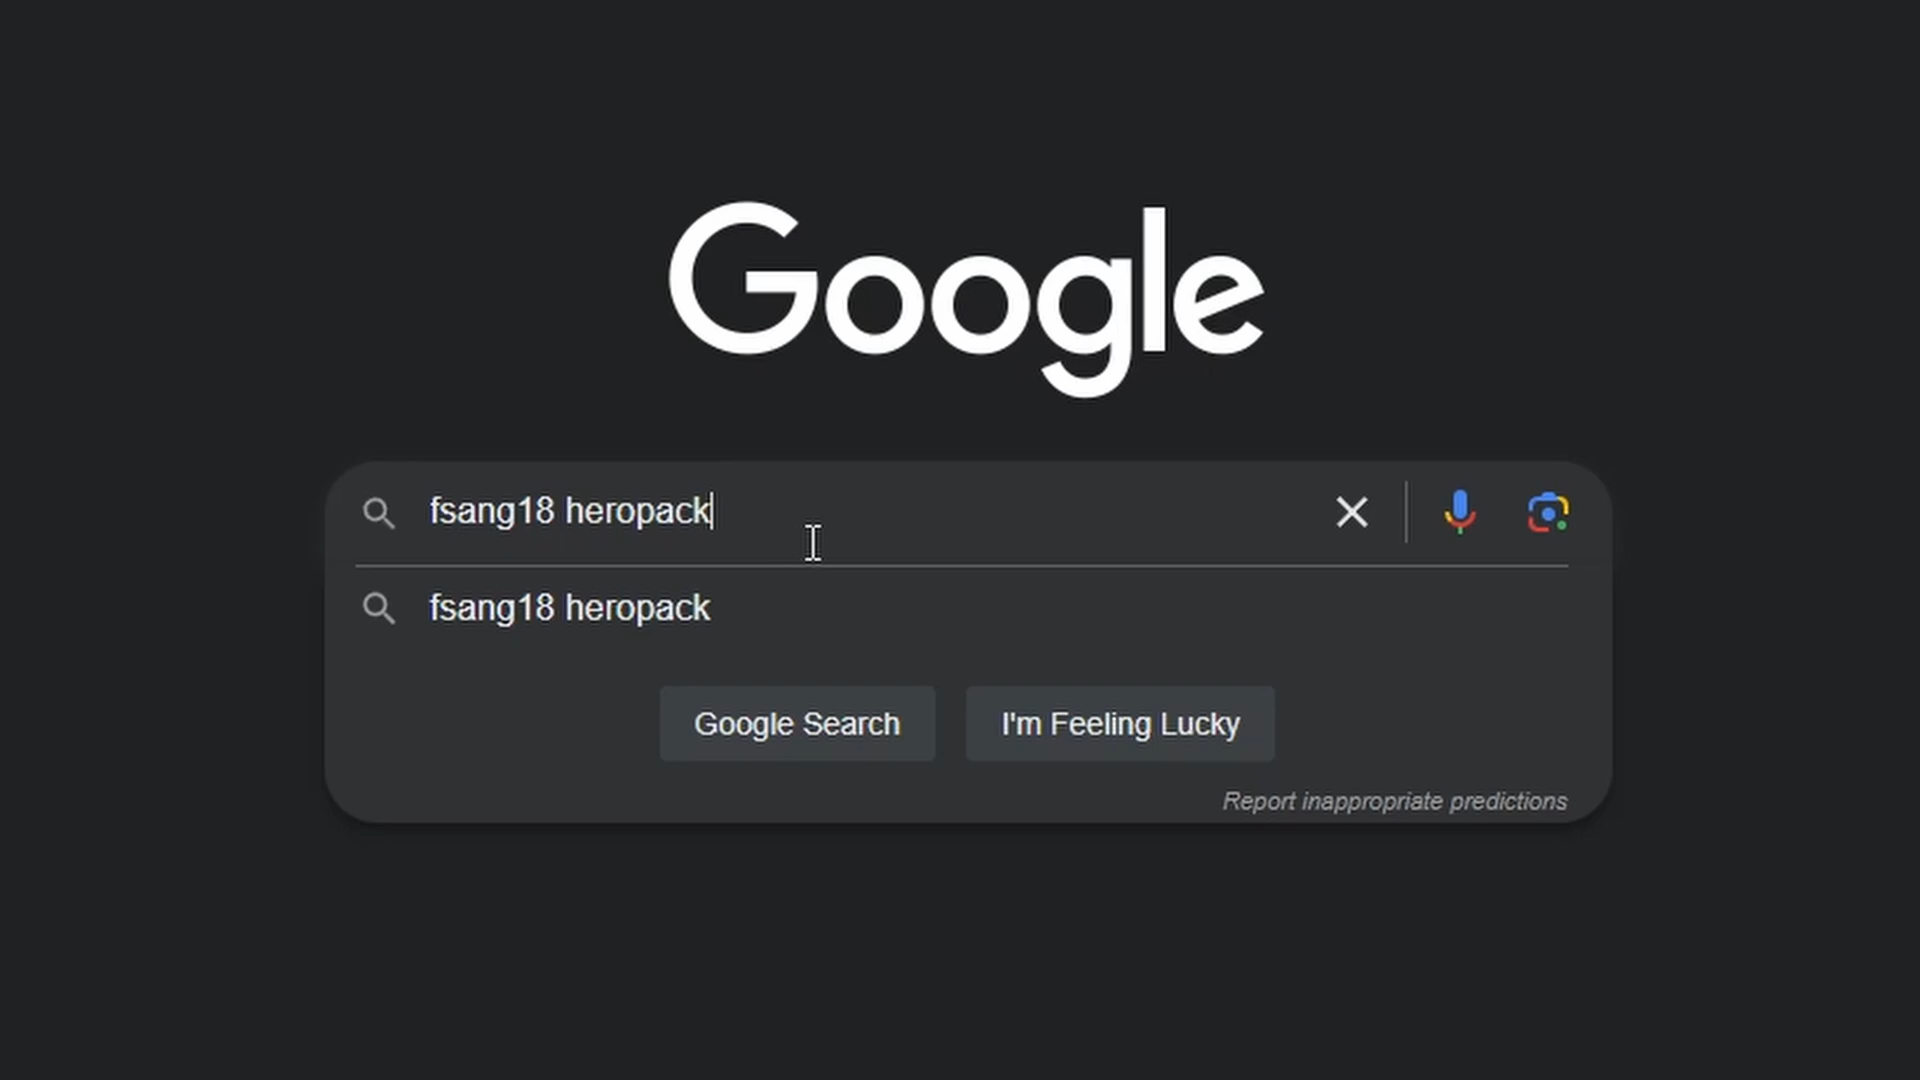 Google
fsang18 heropack
fsang18 heropack
Google Search
I'm Feeling Lucky
Report inappropriate predictions